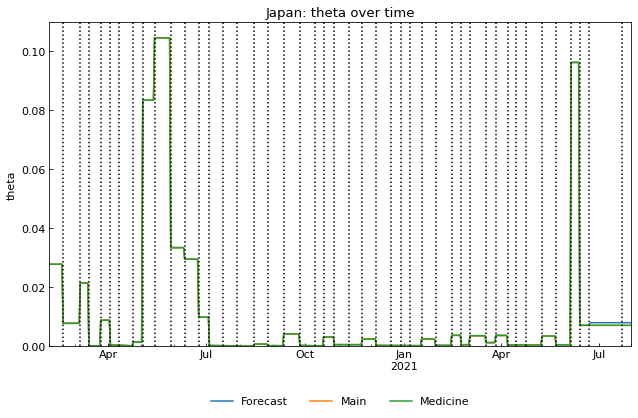 Japan: theta over time
0.10
0.08
0.06
0.04
0.02
0.00
theta
Apr Jul Oct Jan Apr Jul
2021
Forecast Main Medicine